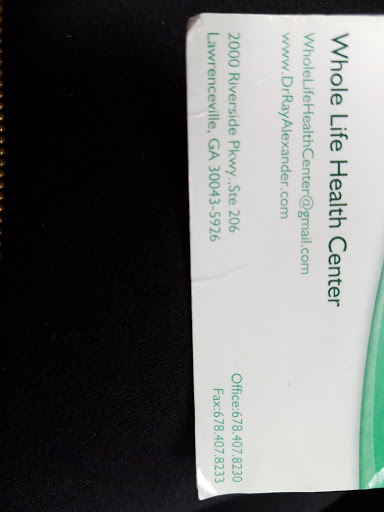 Whole Life Health Center
WholeLifeHealthCenter@gmail.com
www.DrRayAlexander.com
2000 Riverside Pkwy.,Ste 206
Lawrenceville, GA 30043-5926
Office:678.407.8230
Fax:678.407.8233